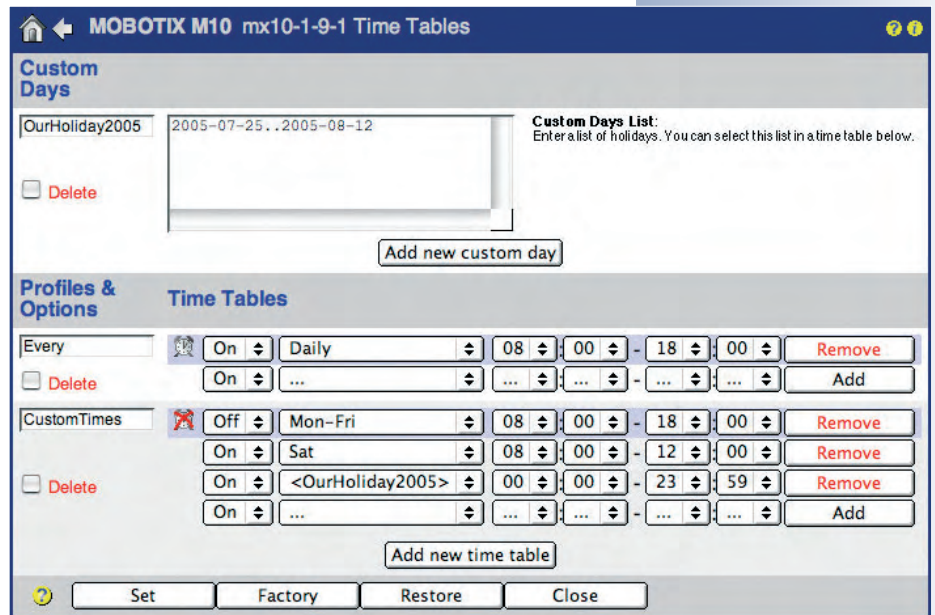 MOBOTIX M10 mx10-1-9-1 Time Tables
Custom Days
OurHoliday2005
2005-07-25..2005-08-12
Custom Days List:
Enter a list of holidays. You can select this list in a time table below.
Delete
Add new custom day
Profiles & Options
Time Tables
Every
On Daily 08 : 00 - 18 : 00 Remove
Delete
On ... ... : ... - ... : ... Add
CustomTimes
Off Mon-Fri 08 : 00 - 18 : 00 Remove
On Sat 08 : 00 - 12 : 00 Remove
Delete
On <OurHoliday2005> 00 : 00 - 23 : 59 Remove
On ... ... : ... - ... : ... Add
Add new time table
? Set Factory Restore Close